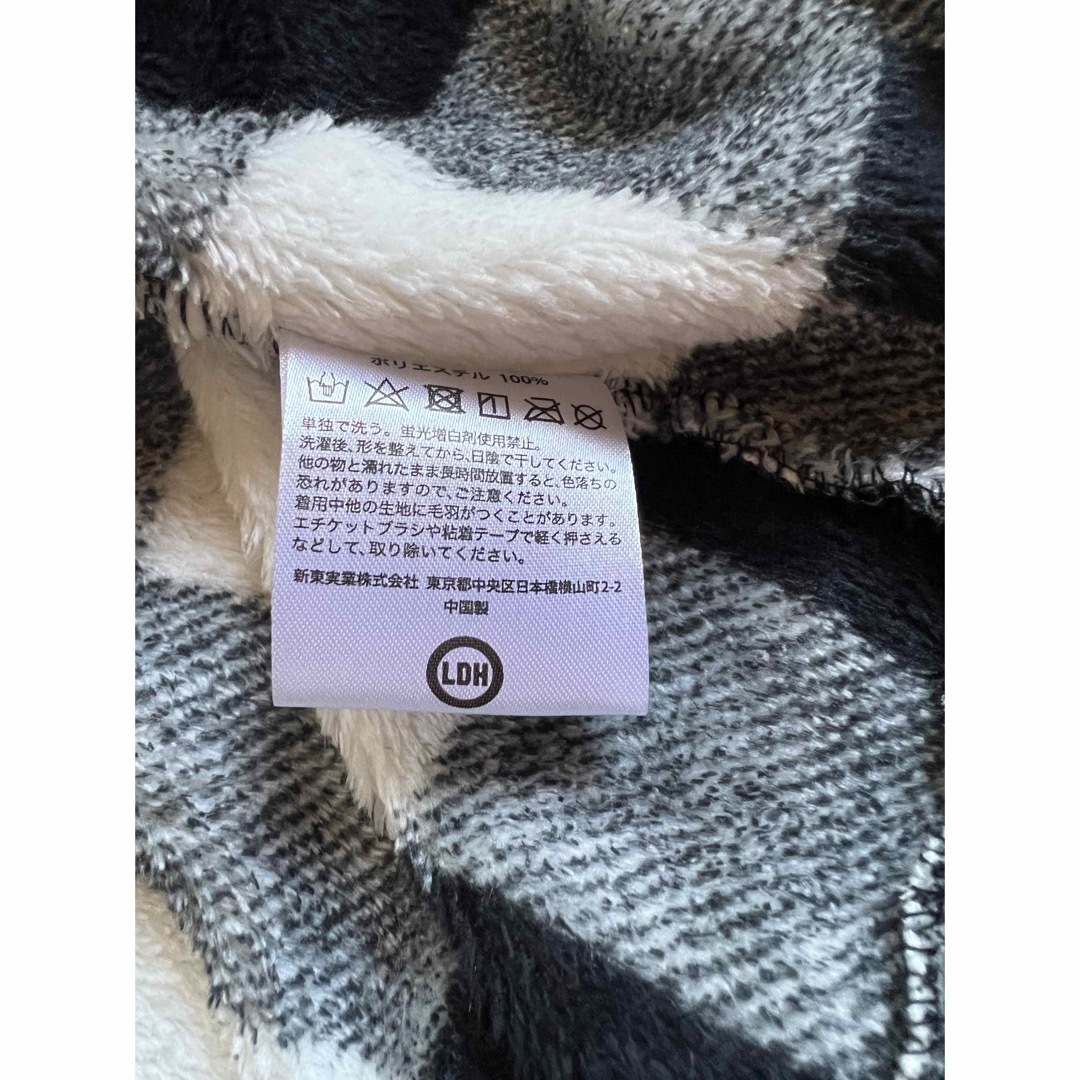 ポリエステル 100%
単独で洗う。蛍光増白剤使用禁止。
洗濯後、形を整えてから、日陰で干してください。
他の物と濡れたまま長時間放置すると、色落ちの
恐れがありますので、ご注意ください。
着用中他の生地に毛羽がつくことがあります。
エチケットブラシや粘着テープで軽く押さえる
などして、取り除いてください。
新東実業株式会社 東京都中央区日本橋横山町2-2
中国製
LDH